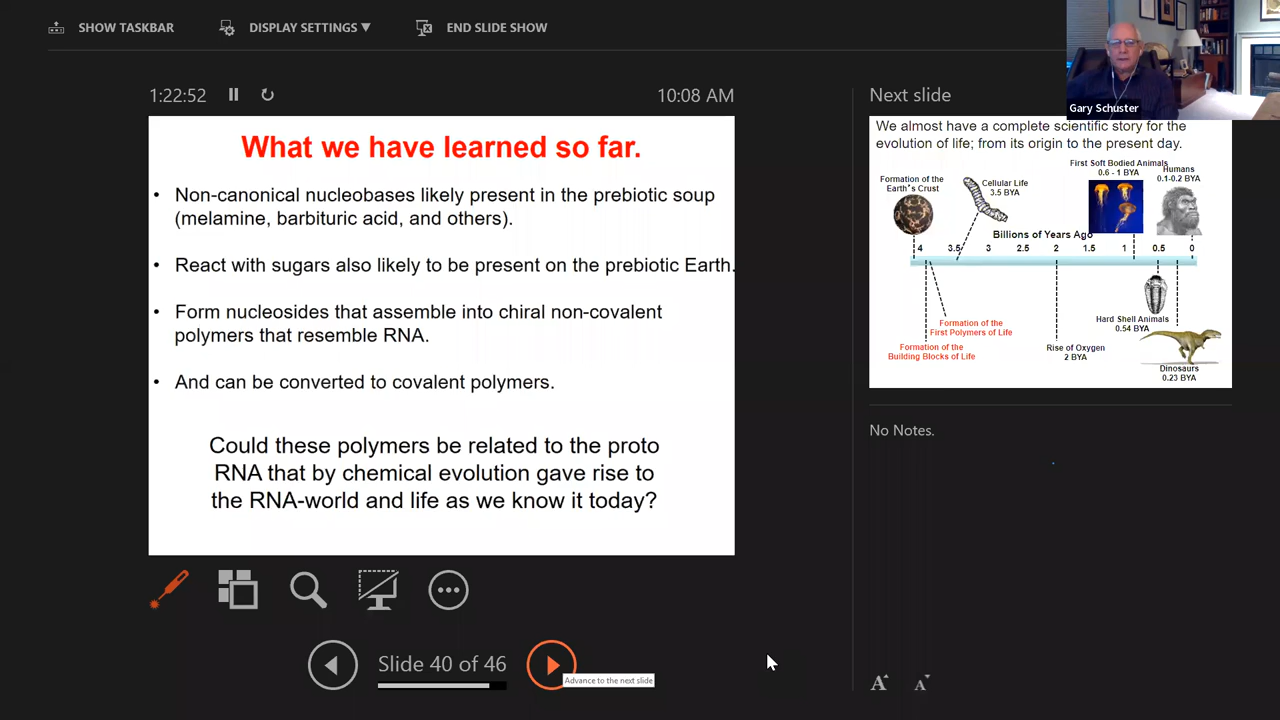 SHOW TASKBAR
DISPLAY SETTINGS ▼
END SLIDE SHOW
Gary Schuster
1:22:52
10:08 AM
What we have learned so far.
• Non-canonical nucleobases likely present in the prebiotic soup
(melamine, barbituric acid, and others).
• React with sugars also likely to be present on the prebiotic Earth.
• Form nucleosides that assemble into chiral non-covalent
polymers that resemble RNA.
• And can be converted to covalent polymers.
Could these polymers be related to the proto
RNA that by chemical evolution gave rise to
the RNA-world and life as we know it today?
Slide 40 of 46
Advance to the next slide
Next slide
We almost have a complete scientific story for the
evolution of life; from its origin to the present day.
Formation of the
Earth's Crust
Cellular Life
3.5 BYA
First Soft Bodied Animals
0.6 - 1 BYA
Humans
0.1-0.2 BYA
Billions of Years Ago
4 3.5 3 2.5 2 1.5 1 0.5 0
Formation of the
First Polymers of Life
Formation of the
Building Blocks of Life
Rise of Oxygen
2 BYA
Hard Shell Animals
0.54 BYA
Dinosaurs
0.23 BYA
No Notes.
A A